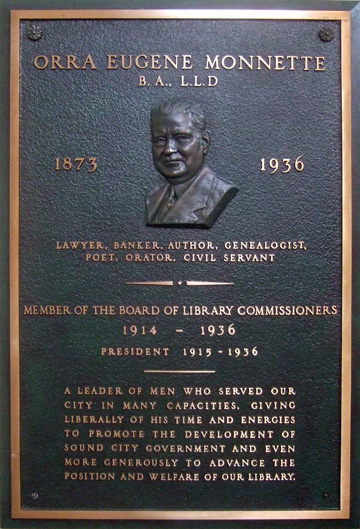 ORRA EUGENE MONNETTE
B. A., L.L.D
1873 1936
LAWYER, BANKER, AUTHOR, GENEALOGIST,
POET, ORATOR, CIVIL SERVANT
MEMBER OF THE BOARD OF LIBRARY COMMISSIONERS
1914 - 1936
PRESIDENT 1915-1936
A LEADER OF MEN WHO SERVED OUR
CITY IN MANY CAPACITIES, GIVING
LIBERALLY OF HIS TIME AND ENERGIES
TO PROMOTE THE DEVELOPMENT OF
SOUND CITY GOVERNMENT AND EVEN
MORE GENEROUSLY TO ADVANCE THE
POSITION AND WELFARE OF OUR LIBRARY.